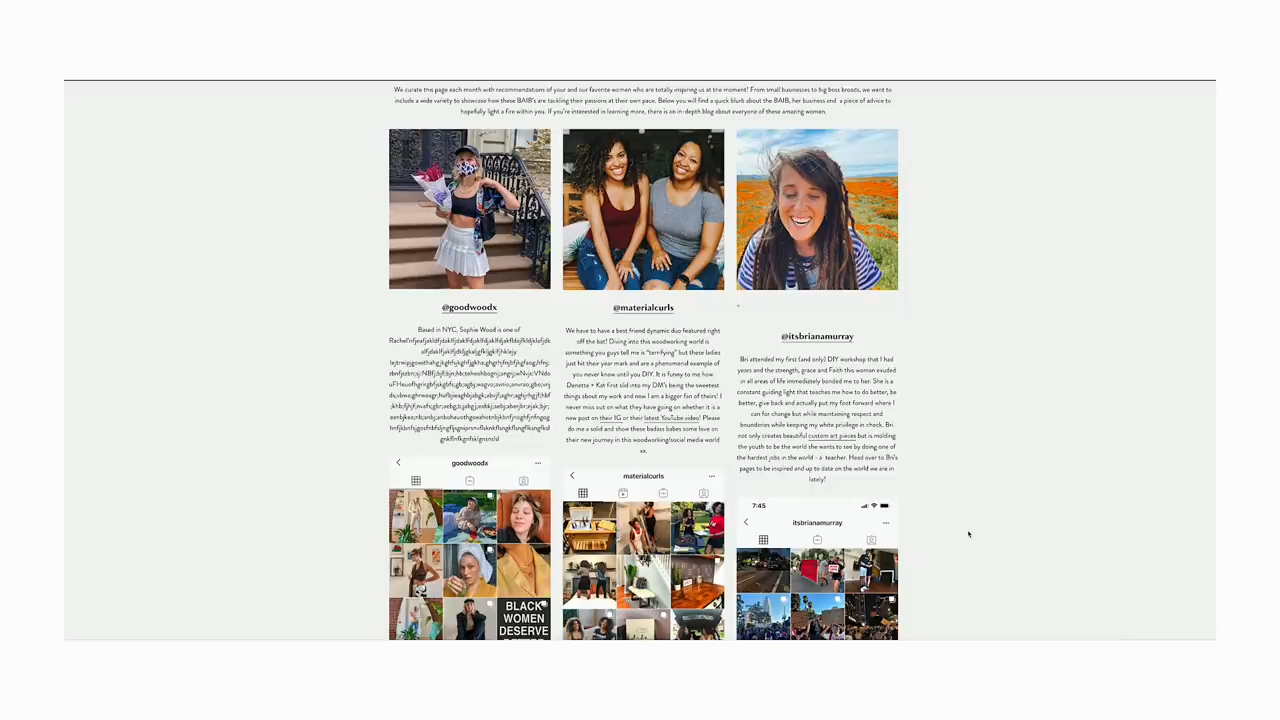 We curate this page each month with recommendations of your and our favorite women who are totally inspiring us at the moment! From small businesses to big boss broads, we want to
include a wide variety to showcase how these BAIB's are tackling their passions at their own pace. Below you will find a quick blurb about the BAIB, her business and a piece of advice to
hopefully light a fire within you. If you're interested in learning more, there is an in-depth blog about everyone of these amazing women.
@goodwoodx
Based in NYC, Sophie Wood is one of
@materialcurls
We have to have a best friend dynamic duo featured right
off the bat! Diving into this woodworking world is
something you guys tell me is "terrifying" but these ladies
just hit their year mark and are a phenomenal example of
you never know until you DIY. It is funny to me how
Danette + Kat first slid into my DM's being the sweetest
things about my work and now I am a bigger fan of theirs! I
never miss out on what they have going on whether it is a
new post on their IG or their latest YouTube video! Please
do me a solid and show these badass babes some love on
their new journey in this woodworking/social media world
xx.
@itsbrianamurray
Bri attended my first (and only) DIY workshop that I had
years and the strength, grace and Faith this woman exuded
in all areas of life immediately bonded me to her. She is a
constant guiding light that teaches me how to do better, be
better, give back and actually put my foot forward where I
can for change but while maintaining respect and
boundaries while keeping my white privilege in check. Bri
not only creates beautiful custom art pieces but is molding
the youth to be the world she wants to see by doing one of
the hardest jobs in the world - a teacher. Head over to Bri's
pages to be inspired and up to date on the world we are in
lately!
goodwoodx
BLACK
WOMEN
DESERVE
materialcurls
7:45
itsbrianamurray